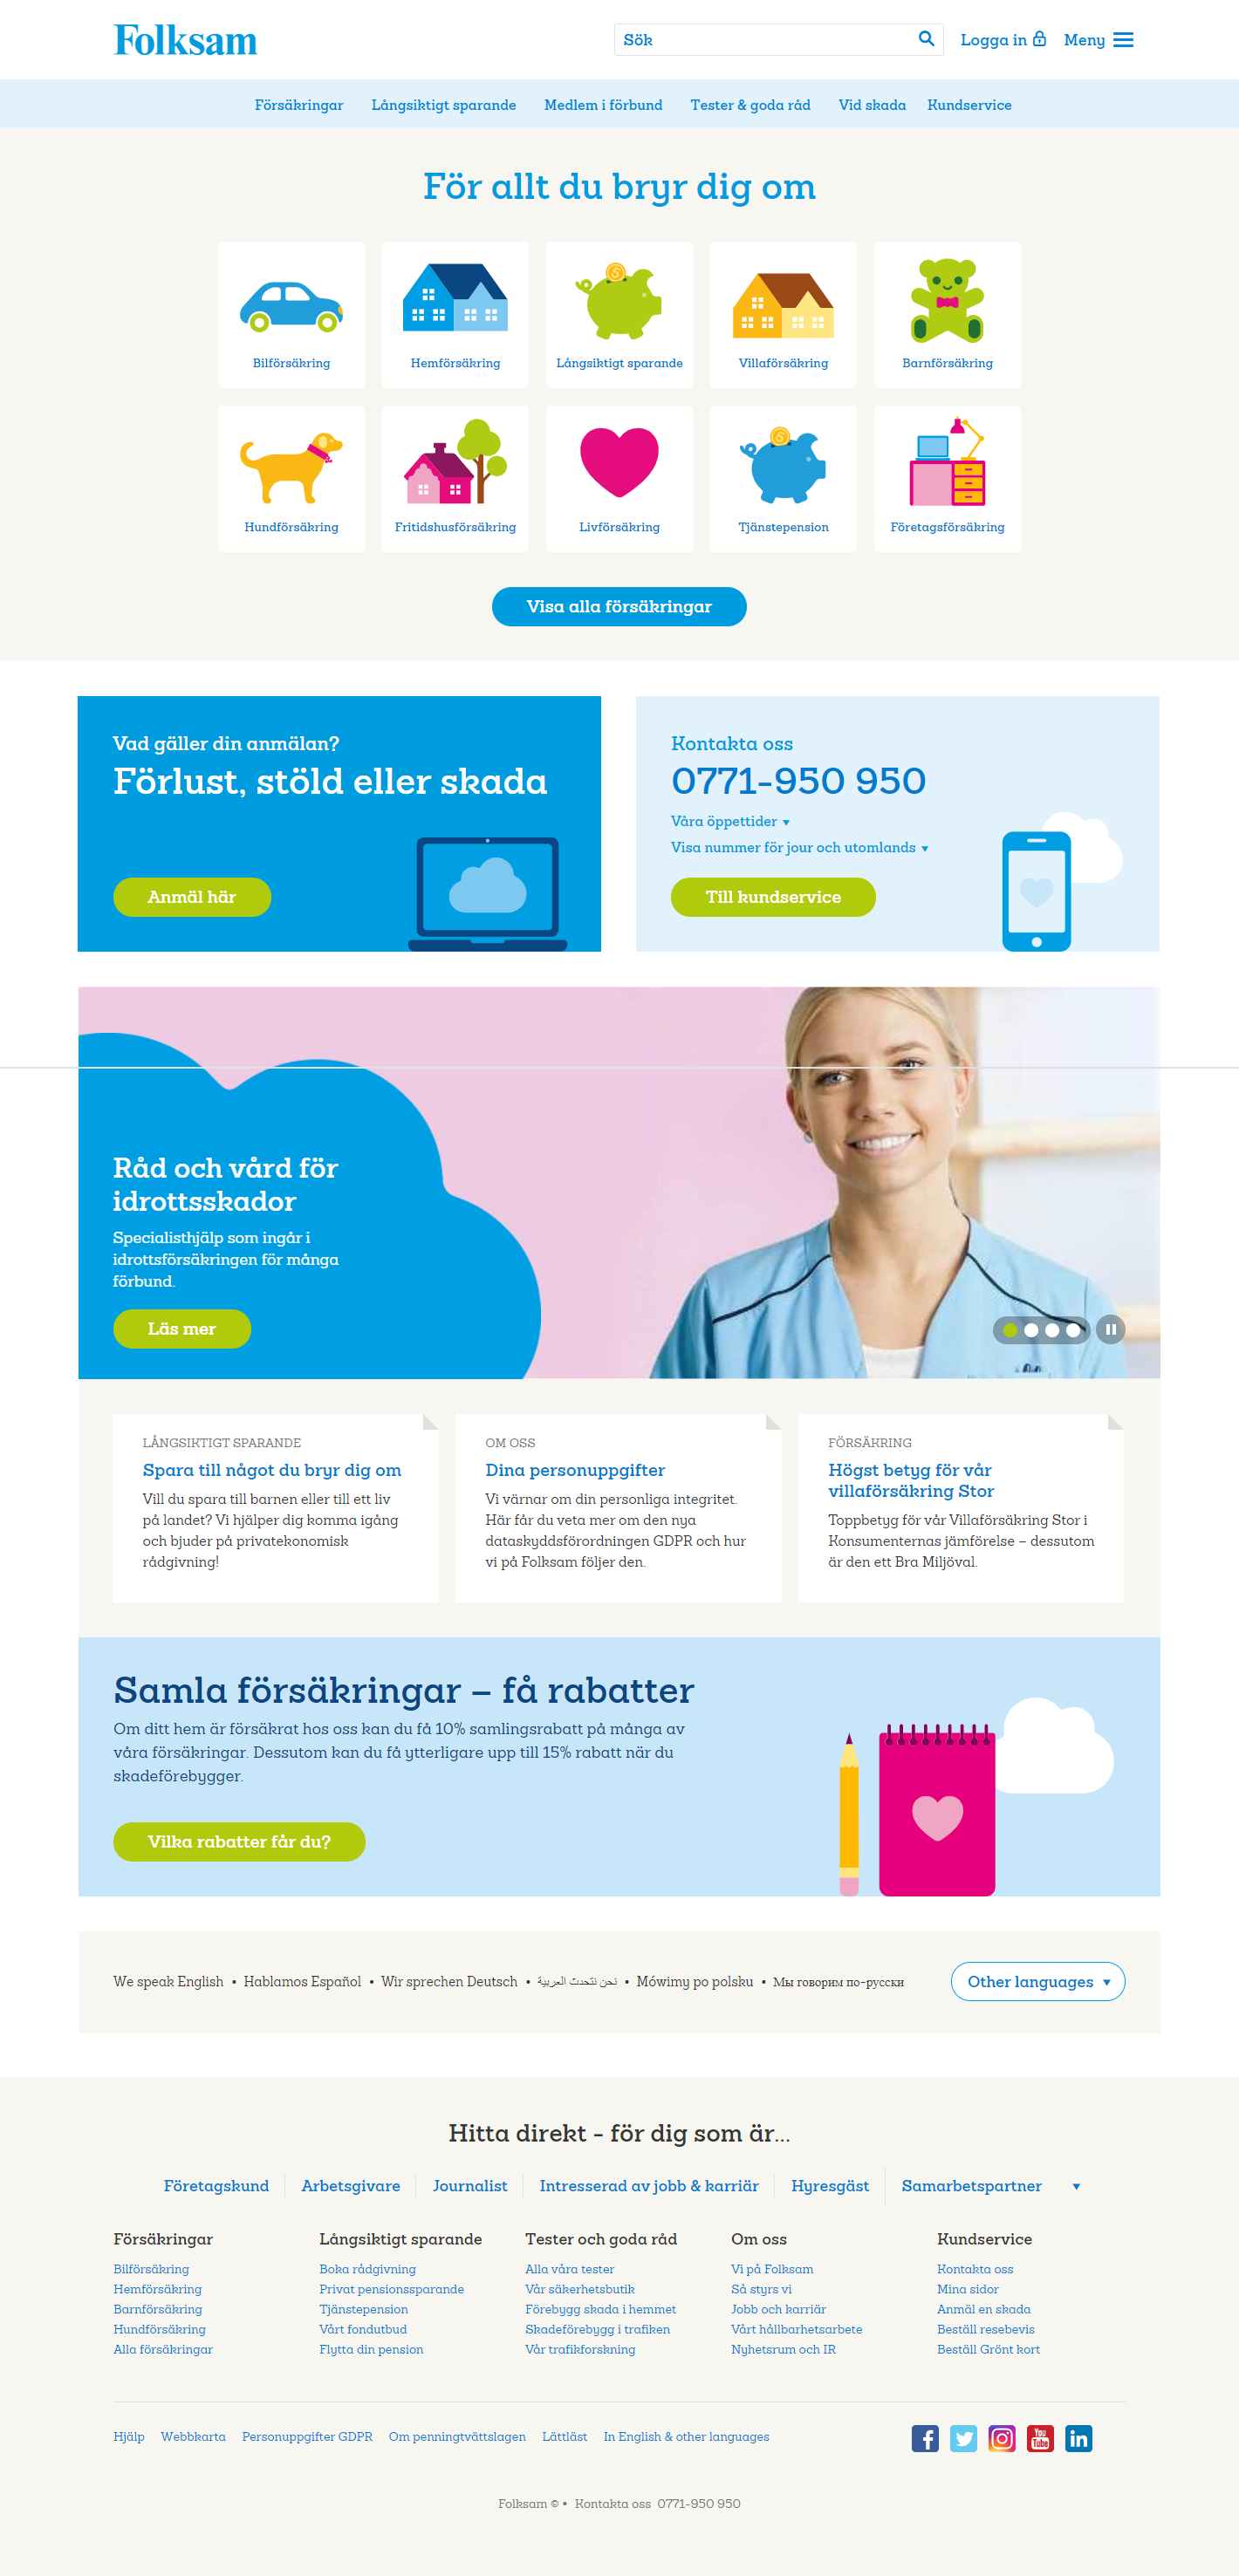 Folksam
Sök
Logga in
Meny
Försäkringar
Långsiktigt sparande
Medlem i förbund
Tester & goda råd
Vid skada
Kundservice
För allt du bryr dig om
Bilförsäkring
Hemförsäkring
Långsiktigt sparande
Villaförsäkring
Barnförsäkring
Hundförsäkring
Fritidshusförsäkring
Livförsäkring
Tjänstepension
Företagsförsäkring
Visa alla försäkringar
Vad gäller din anmälan?
Förlust, stöld eller skada
Anmäl här
Kontakta oss
0771-950 950
Våra öppettider
Visa nummer för jour och utomlands
Till kundservice
Råd och vård för
idrottsskador
Specialisthjälp som ingår i
idrottsförsäkringen för många
förbund.
Läs mer
LÅNGSIKTIGT SPARANDE
Spara till något du bryr dig om
Vill du spara till barnen eller till ett liv
på landet? Vi hjälper dig komma igång
och bjuder på privatekonomisk
rådgivning!
OM OSS
Dina personuppgifter
Vi värnar om din personliga integritet.
Här får du veta mer om den nya
dataskyddsförordningen GDPR och hur
vi på Folksam följer den.
FÖRSÄKRING
Högst betyg för vår
villaförsäkring Stor
Toppbetyg för vår Villaförsäkring Stor i
Konsumenternas jämförelse – dessutom
är den ett Bra Miljöval.
Samla försäkringar – få rabatter
Om ditt hem är försäkrat hos oss kan du få 10% samlingsrabatt på många av
våra försäkringar. Dessutom kan du få ytterligare upp till 15% rabatt när du
skadeförebygger.
Vilka rabatter får du?
We speak English • Hablamos Español • Wir sprechen Deutsch • نحن نتحدث العربية • Mówimy po polsku • Мы говорим по-русски
Other languages
Hitta direkt - för dig som är...
Företagskund
Arbetsgivare
Journalist
Intresserad av jobb & karriär
Hyresgäst
Samarbetspartner
Försäkringar
Bilförsäkring
Hemförsäkring
Barnförsäkring
Hundförsäkring
Alla försäkringar
Långsiktigt sparande
Boka rådgivning
Privat pensionssparande
Tjänstepension
Vårt fondutbud
Flytta din pension
Tester och goda råd
Alla våra tester
Vår säkerhetsbutik
Förebygg skada i hemmet
Skadeförebygg i trafiken
Vår trafikforskning
Om oss
Vi på Folksam
Så styrs vi
Jobb och karriär
Vårt hållbarhetsarbete
Nyhetsrum och IR
Kundservice
Kontakta oss
Mina sidor
Anmäl en skada
Beställ resebevis
Beställ Grönt kort
Hjälp
Webbkarta
Personuppgifter GDPR
Om penningtvättslagen
Lättläst
In English & other languages
You
Tube
Folksam © • Kontakta oss 0771-950 950